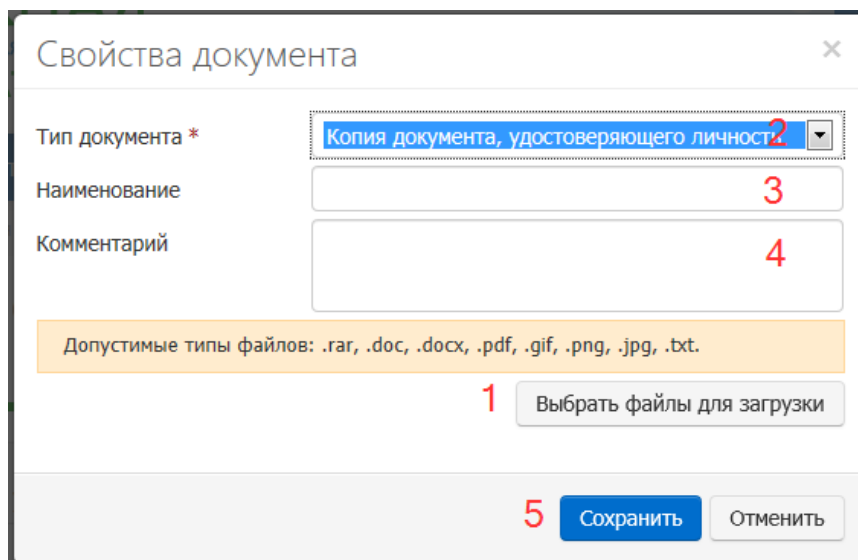 Свойства документа ×
Тип документа * Копия документа, удостоверяющего личность 2
Наименование 3
Комментарий 4
Допустимые типы файлов: .rar, .doc, .docx, .pdf, .gif, .png, .jpg, .txt.
1 Выбрать файлы для загрузки
5 Сохранить Отменить